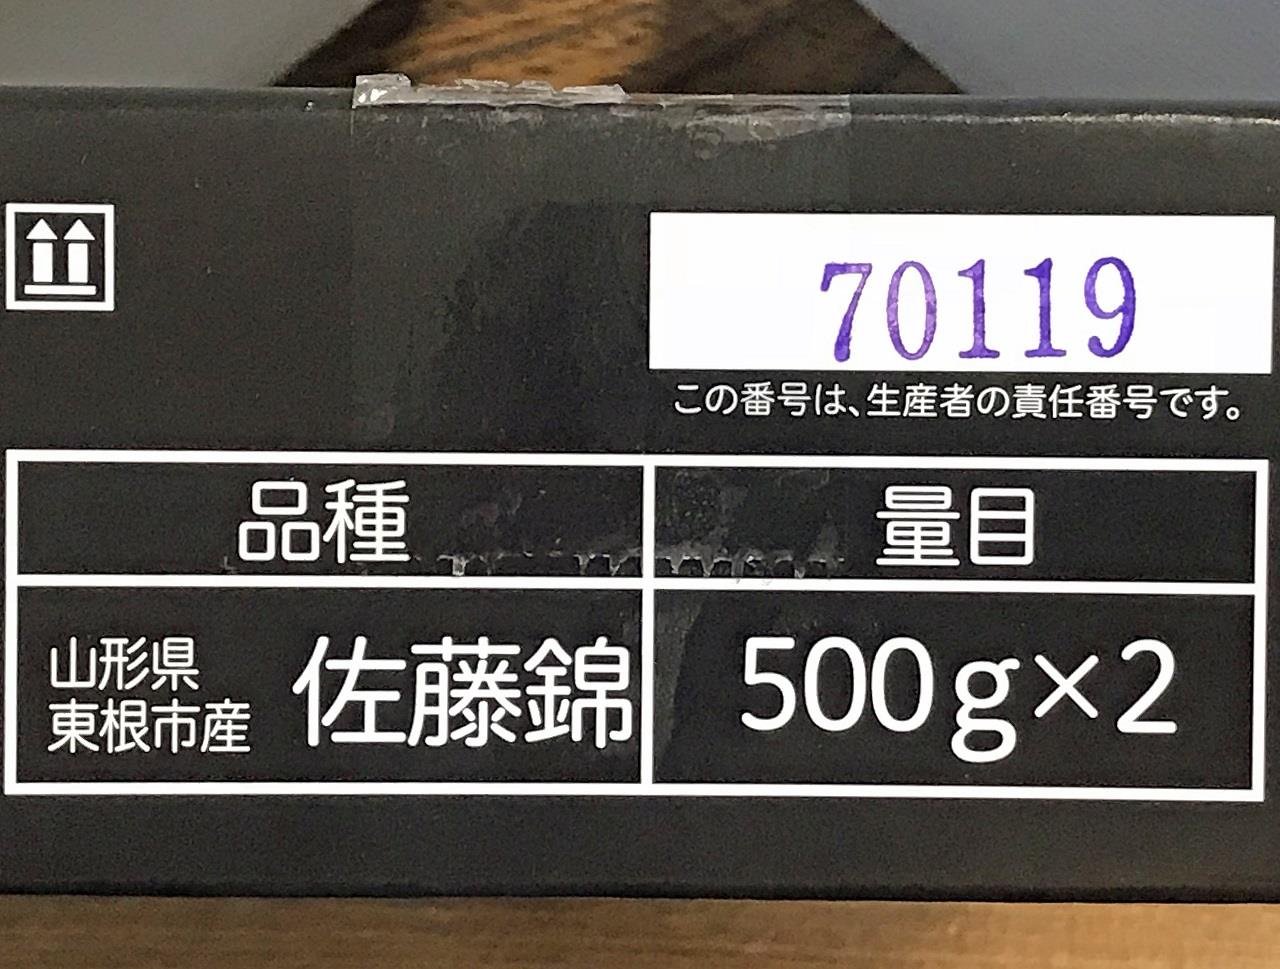 70119
この番号は、生産者の責任番号です。
品種
量目
山形県
東根市産
佐藤錦
500g×2